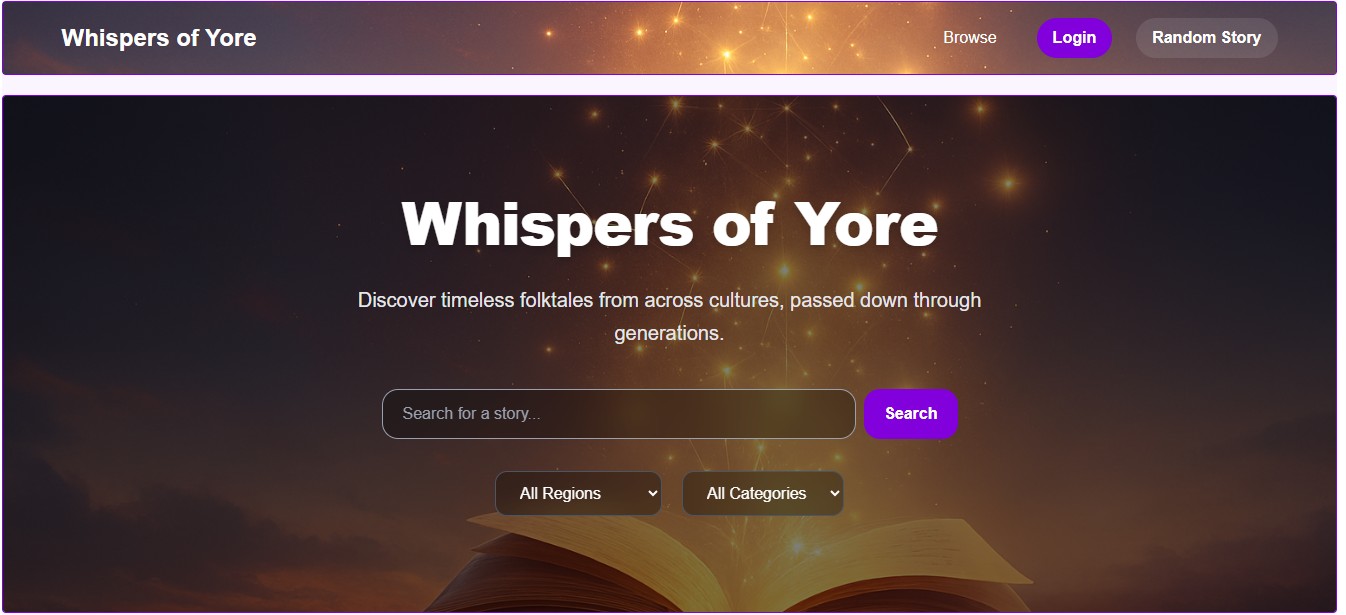 Whispers of Yore
Browse
Login
Random Story
Whispers of Yore
Discover timeless folktales from across cultures, passed down through
generations.
Search for a story...
Search
All Regions
All Categories